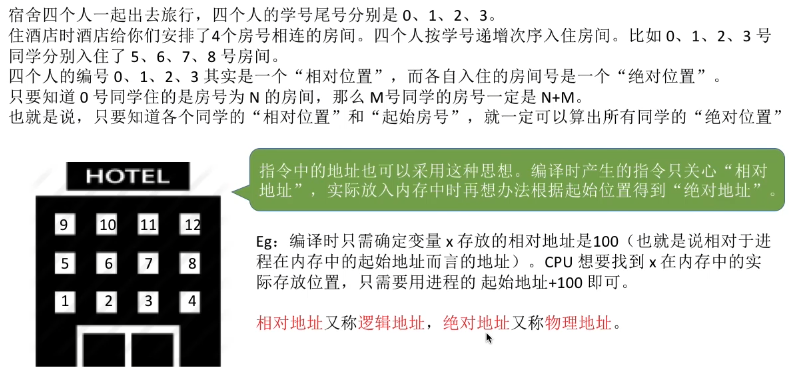 宿舍四个人一起出去旅行，四个人的学号尾号分别是 0、1、2、3。
住酒店时酒店给你们安排了4个房号相连的房间。四个人按学号递增次序入住房间。比如 0、1、2、3 号
同学分别入住了 5、6、7、8 号房间。
四个人的编号 0、1、2、3 其实是一个“相对位置”，而各自入住的房间号是一个“绝对位置”。
只要知道 0 号同学住的是房号为 N 的房间，那么 M号同学的房号一定是 N+M。
也就是说，只要知道各个同学的“相对位置”和“起始房号”，就一定可以算出所有同学的“绝对位置”
HOTEL
9 10 11 12
5 6 7 8
1 2 3 4
指令中的地址也可以采用这种思想。编译时产生的指令只关心“相对
地址”，实际放入内存中时再想办法根据起始位置得到“绝对地址”。
Eg：编译时只需确定变量 x 存放的相对地址是100（也就是说相对于进
程在内存中的起始地址而言的地址）。CPU 想要找到 x 在内存中的实
际存放位置，只需要用进程的 起始地址+100 即可。
相对地址又称逻辑地址，绝对地址又称物理地址。